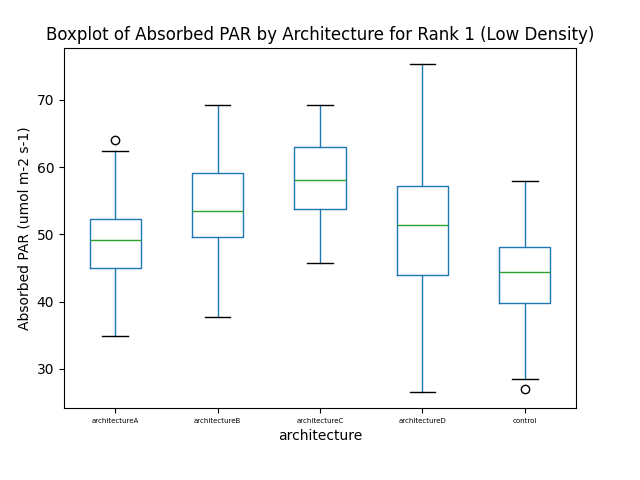 Boxplot of Absorbed PAR by Architecture for Rank 1 (Low Density)
Absorbed PAR (umol m-2 s-1)
70
60
50
40
30
architectureA architectureB architectureC architectureD control
architecture